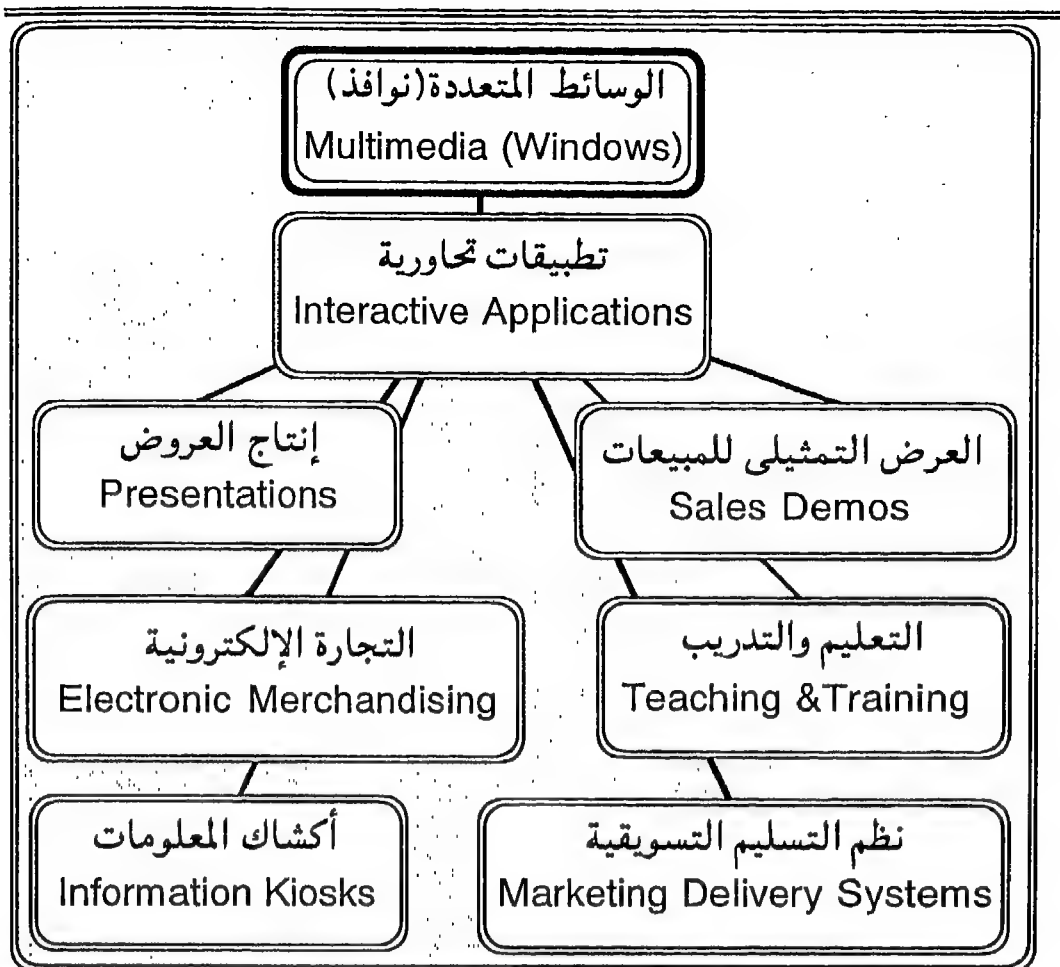 الوسائط المتعددة(نوافذ)
Multimedia (Windows)
تطبيقات تحاورية
Interactive Applications
إنتاج العروض
Presentations
العرض التمثيلى للمبيعات
Sales Demos
التجارة الإلكترونية
Electronic Merchandising
التعليم والتدريب
Teaching &Training
أكشاك المعلومات
Information Kiosks
نظم التسليم التسويقية
Marketing Delivery Systems